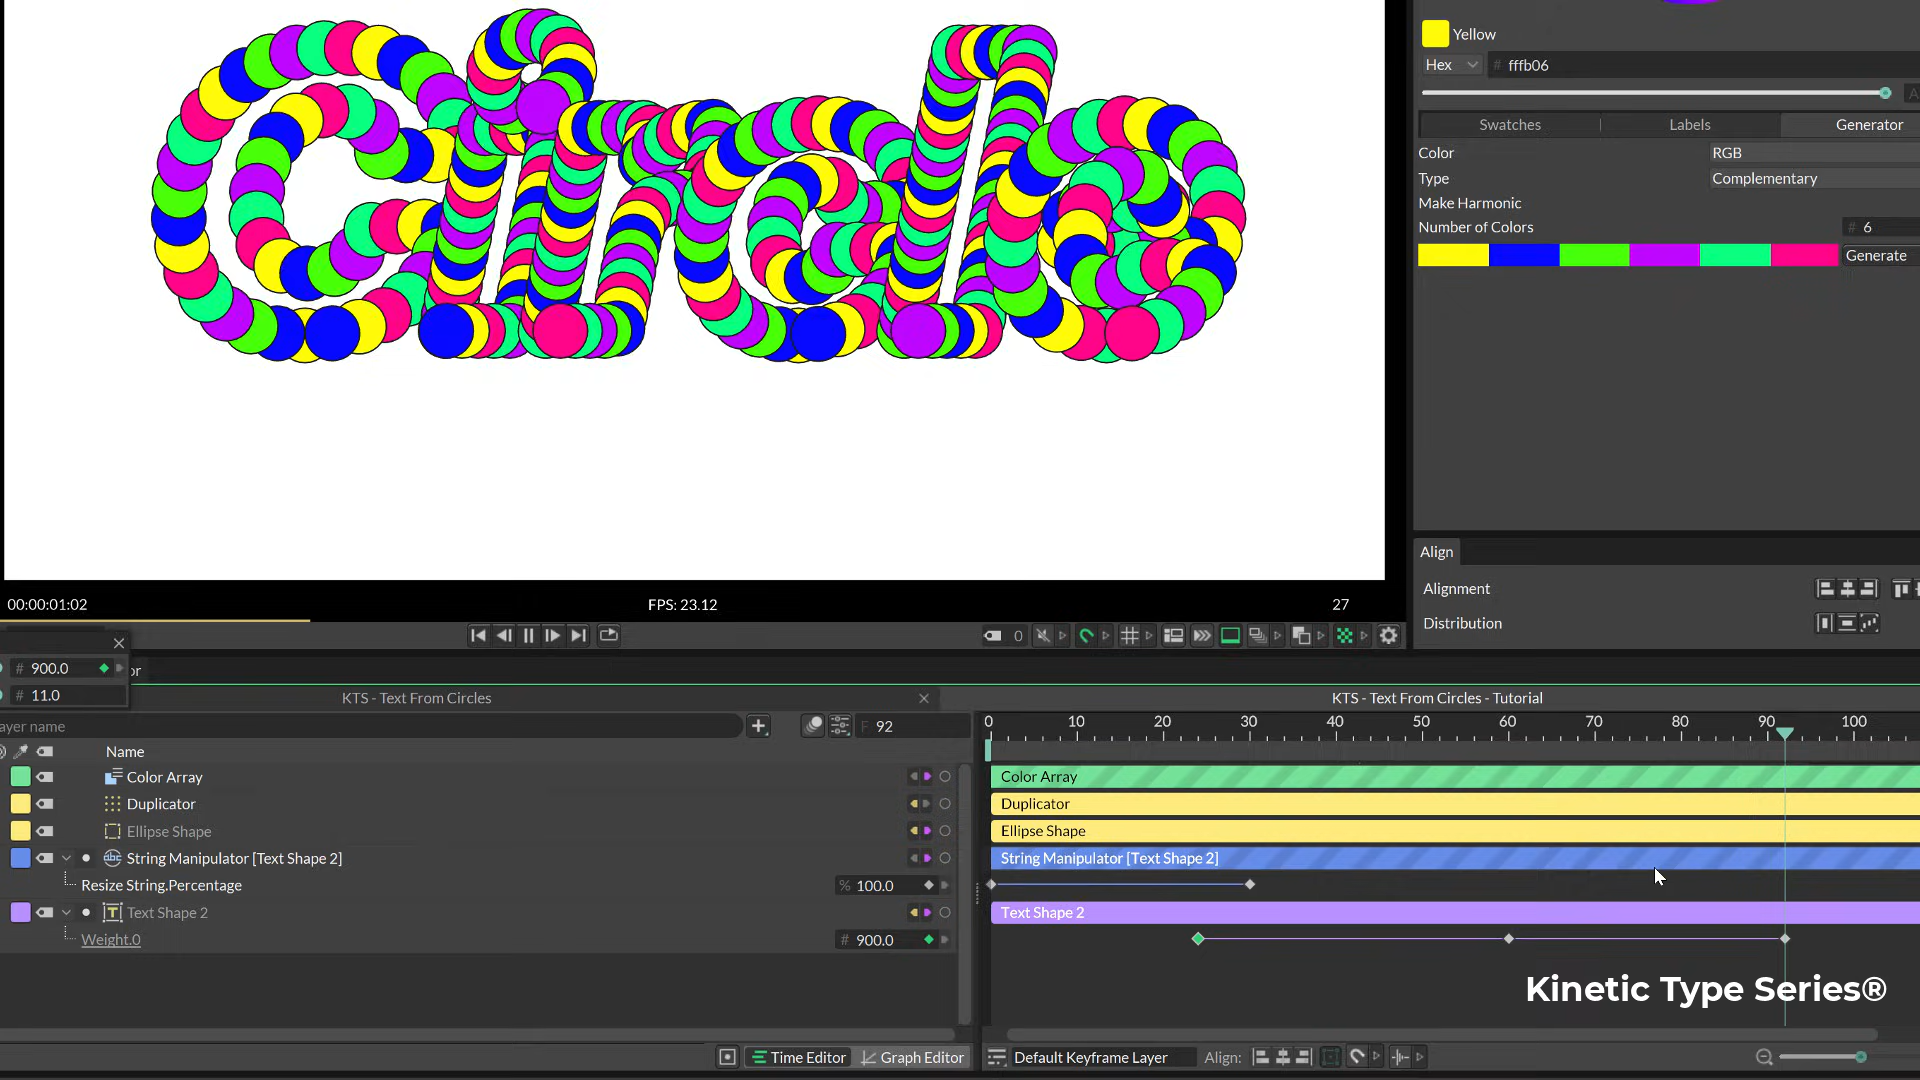 Cirads
Yellow
Hex
# fffb06
Swatches
Labels
Generator
Color
RGB
Type
Complementary
Make Harmonic
Number of Colors
# 6
Generate
Align
Alignment
Distribution
00:00:01:02
FPS: 23.12
27
0
# 900.0
or
# 11.0
KTS - Text From Circles
KTS - Text From Circles - Tutorial
ayer name
F 92
0 10 20 30 40 50 60 70 80 90 100
Name
Color Array
Color Array
Duplicator
Duplicator
Ellipse Shape
Ellipse Shape
String Manipulator [Text Shape 2]
String Manipulator [Text Shape 2]
Resize String.Percentage
% 100.0
Text Shape 2
Text Shape 2
Weight.0
# 900.0
Kinetic Type Series®
Time Editor
Graph Editor
Default Keyframe Layer
Align: